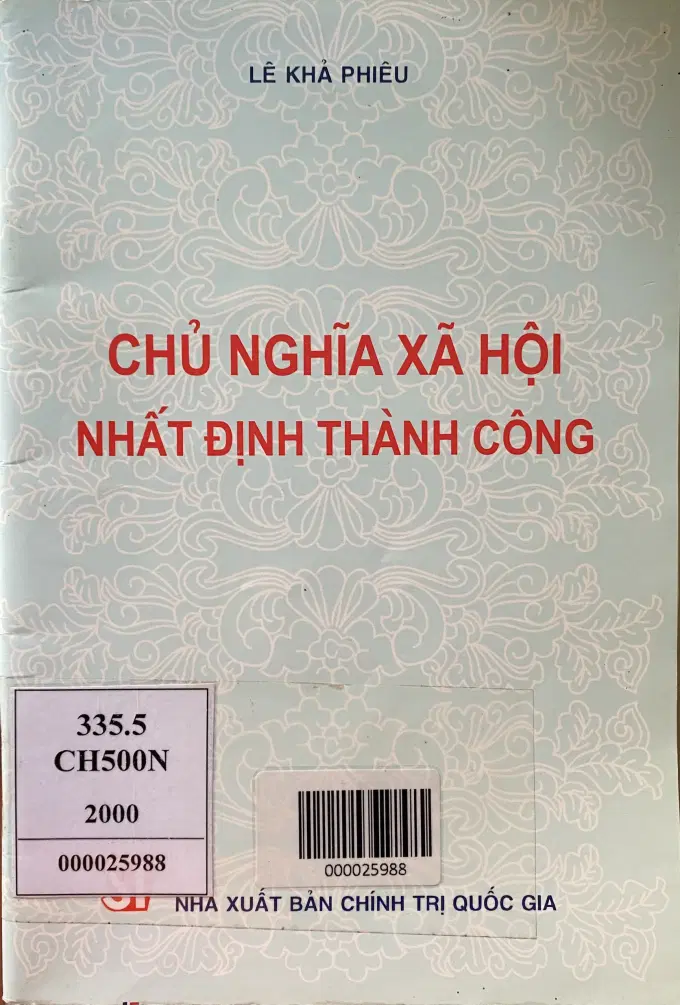 LÊ KHẢ PHIÊU
CHỦ NGHĨA XÃ HỘI
NHẤT ĐỊNH THÀNH CÔNG
335.5
CH500N
2000
000025988
000025988
NHÀ XUẤT BẢN CHÍNH TRỊ QUỐC GIA